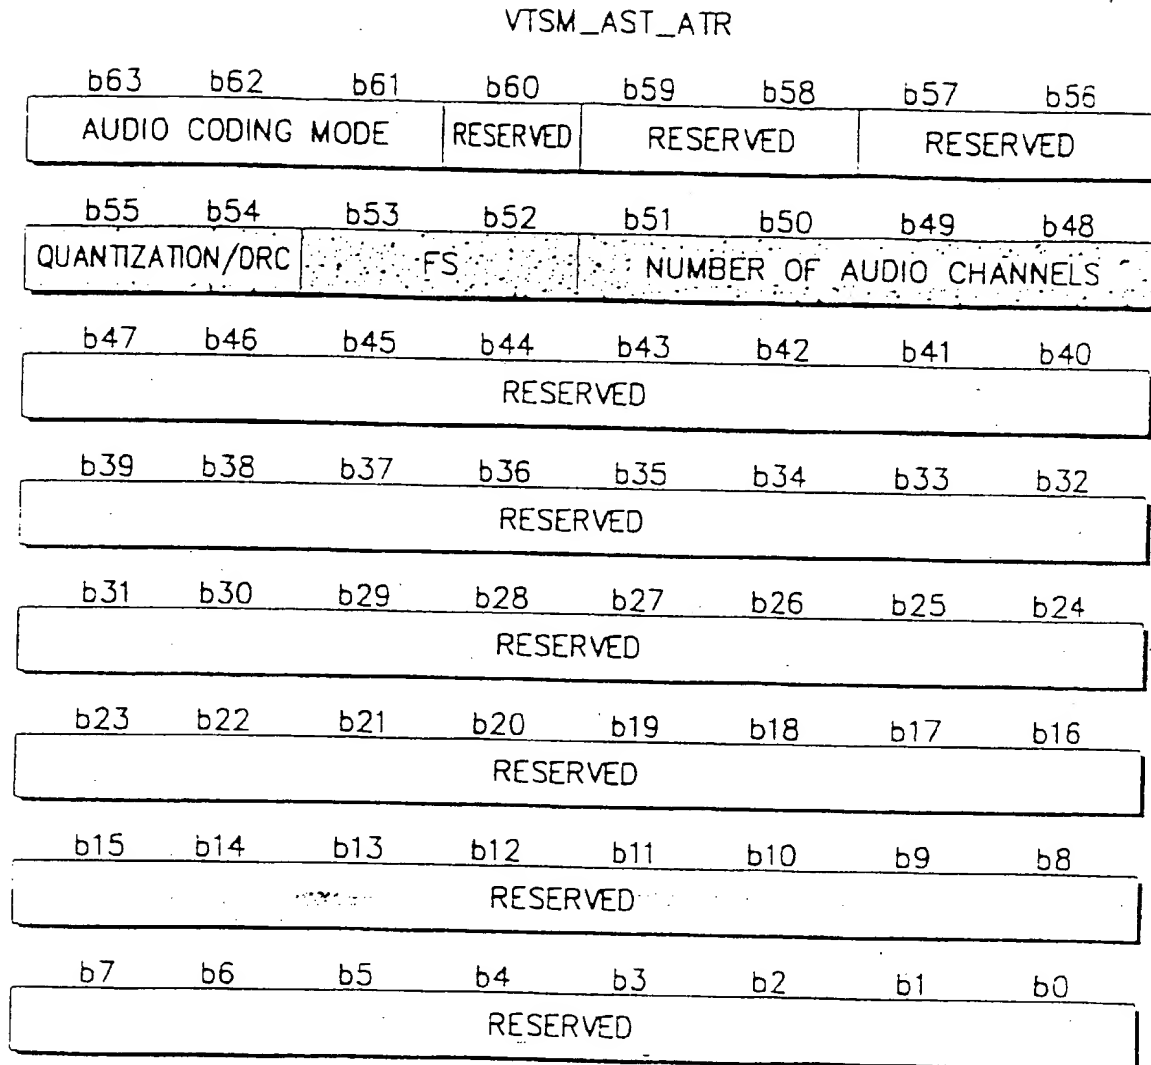 VTSM_AST_ATR
b63 b62 b61 b60 b59 b58 b57 b56
AUDIO CODING MODE RESERVED RESERVED RESERVED
b55 b54 b53 b52 b51 b50 b49 b48
QUANTIZATION/DRC FS NUMBER OF AUDIO CHANNELS
b47 b46 b45 b44 b43 b42 b41 b40
RESERVED
b39 b38 b37 b36 b35 b34 b33 b32
RESERVED
b31 b30 b29 b28 b27 b26 b25 b24
RESERVED
b23 b22 b21 b20 b19 b18 b17 b16
RESERVED
b15 b14 b13 b12 b11 b10 b9 b8
RESERVED
b7 b6 b5 b4 b3 b2 b1 b0
RESERVED